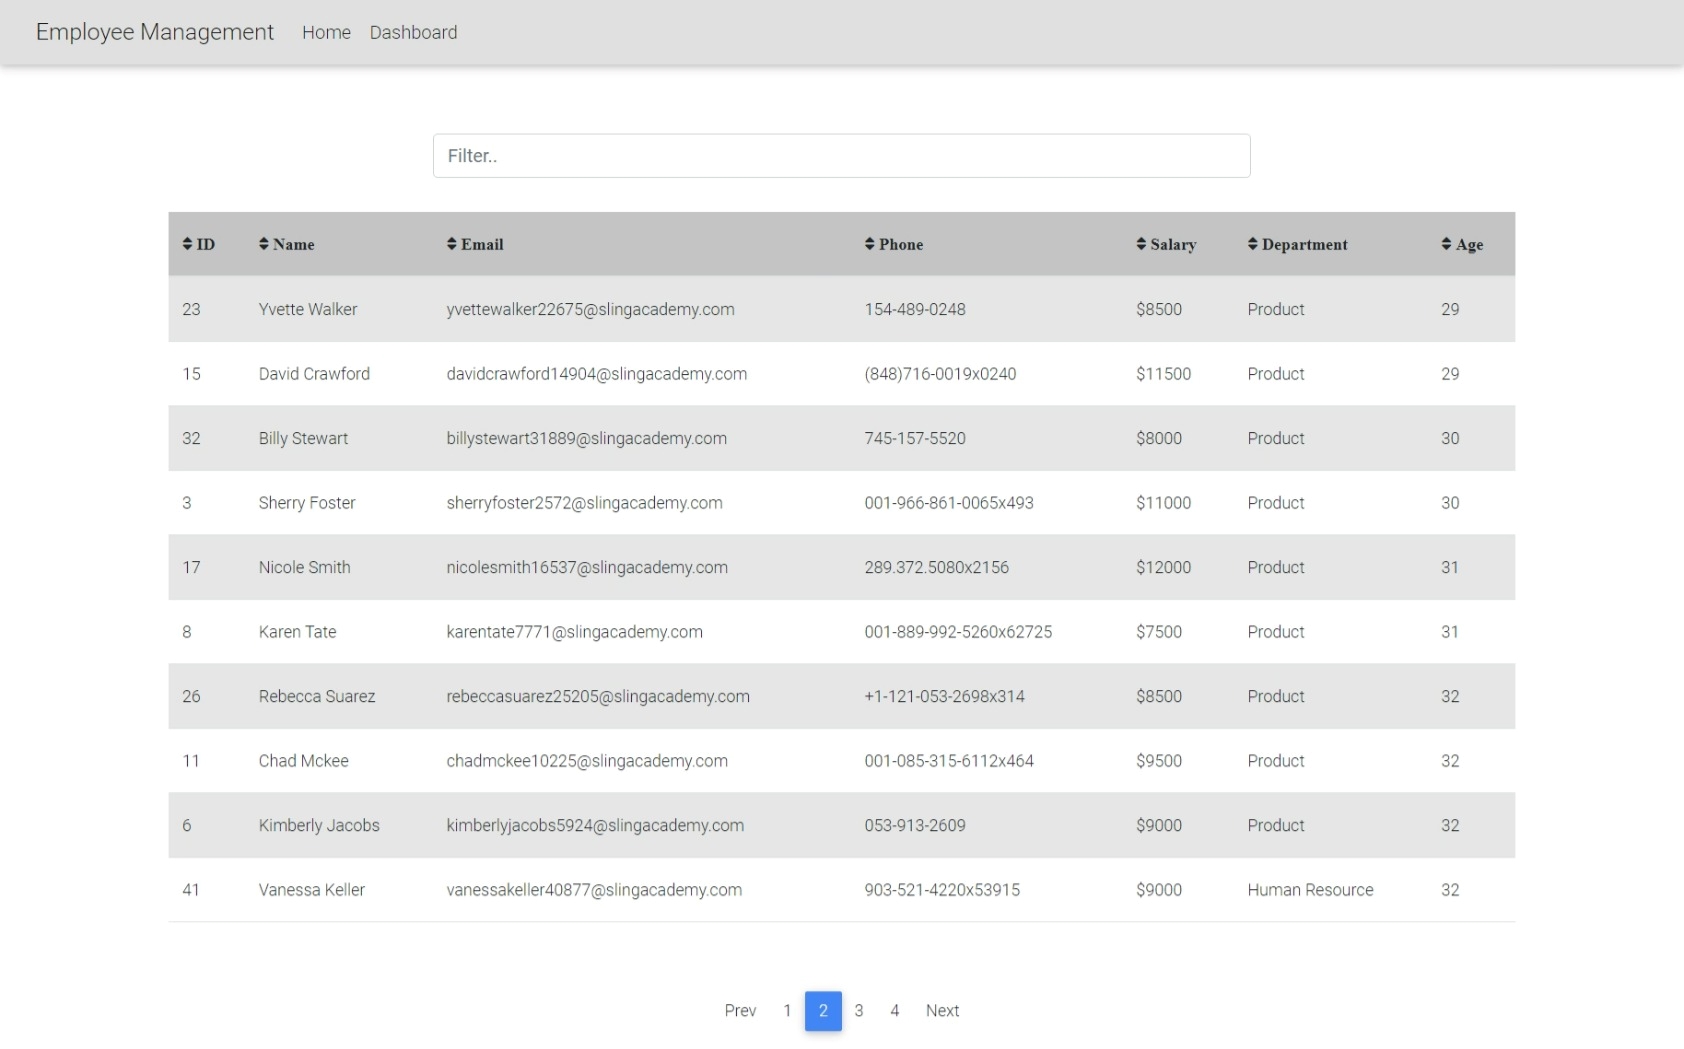 Employee Management Home Dashboard
Filter..
ID Name Email Phone Salary Department Age
23 Yvette Walker yvettewalker22675@slingacademy.com 154-489-0248 $8500 Product 29
15 David Crawford davidcrawford14904@slingacademy.com (848)716-0019x0240 $11500 Product 29
32 Billy Stewart billystewart31889@slingacademy.com 745-157-5520 $8000 Product 30
3 Sherry Foster sherryfoster2572@slingacademy.com 001-966-861-0065x493 $11000 Product 30
17 Nicole Smith nicolesmith16537@slingacademy.com 289.372.5080x2156 $12000 Product 31
8 Karen Tate karentate7771@slingacademy.com 001-889-992-5260x62725 $7500 Product 31
26 Rebecca Suarez rebeccasuarez25205@slingacademy.com +1-121-053-2698x314 $8500 Product 32
11 Chad Mckee chadmckee10225@slingacademy.com 001-085-315-6112x464 $9500 Product 32
6 Kimberly Jacobs kimberlyjacobs5924@slingacademy.com 053-913-2609 $9000 Product 32
41 Vanessa Keller vanessakeller40877@slingacademy.com 903-521-4220x53915 $9000 Human Resource 32
Prev 1 2 3 4 Next